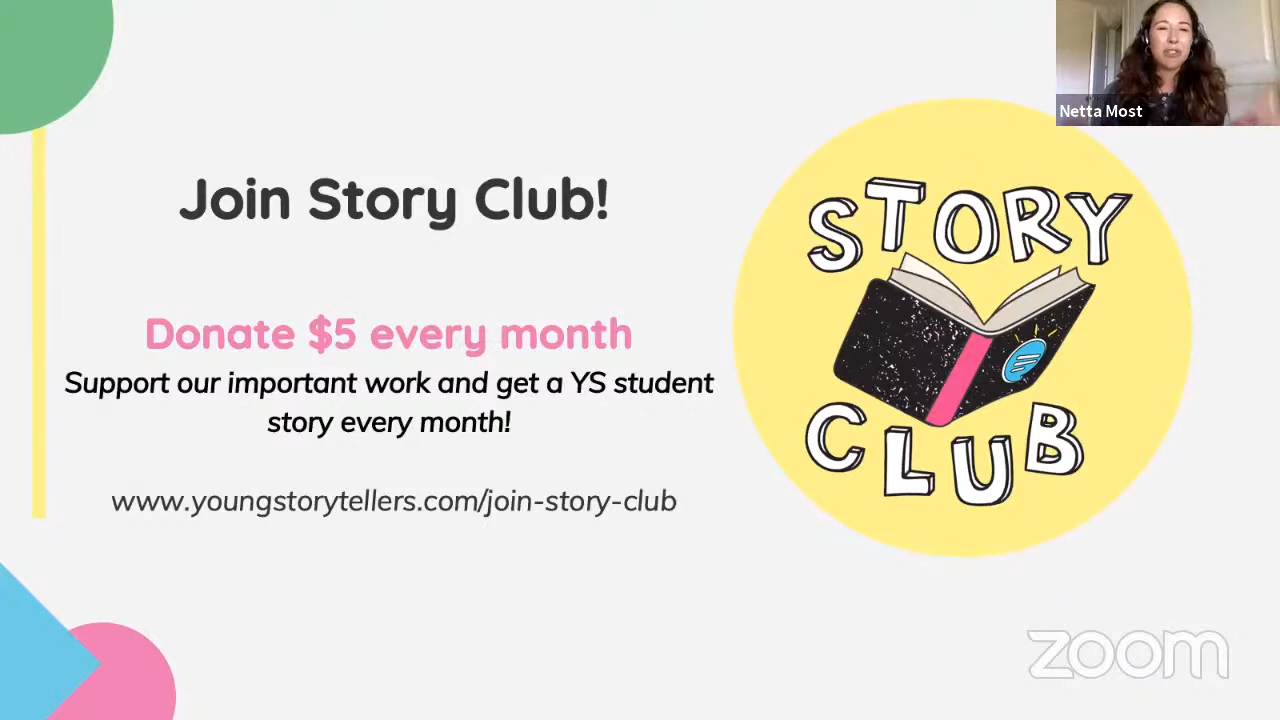 Netta Most
Join Story Club!
Donate $5 every month
Support our important work and get a YS student
story every month!
www.youngstorytellers.com/join-story-club
STORY
CLUB
zoom